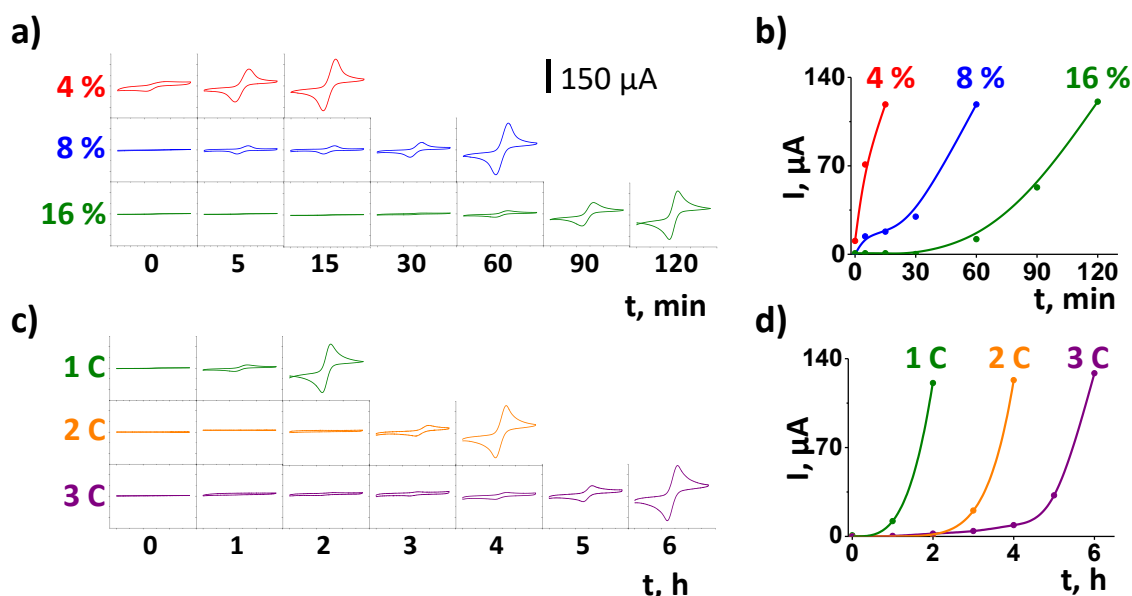 a)
4 %
8 %
16 %
150 µA
0 5 15 30 60 90 120
t, min
b)
4 % 8 % 16 %
140
70
0
I, µA
0 30 60 90 120
t, min
c)
1 C
2 C
3 C
0 1 2 3 4 5 6
t, h
d)
1 C 2 C 3 C
140
70
0
I, µA
0 2 4 6
t, h